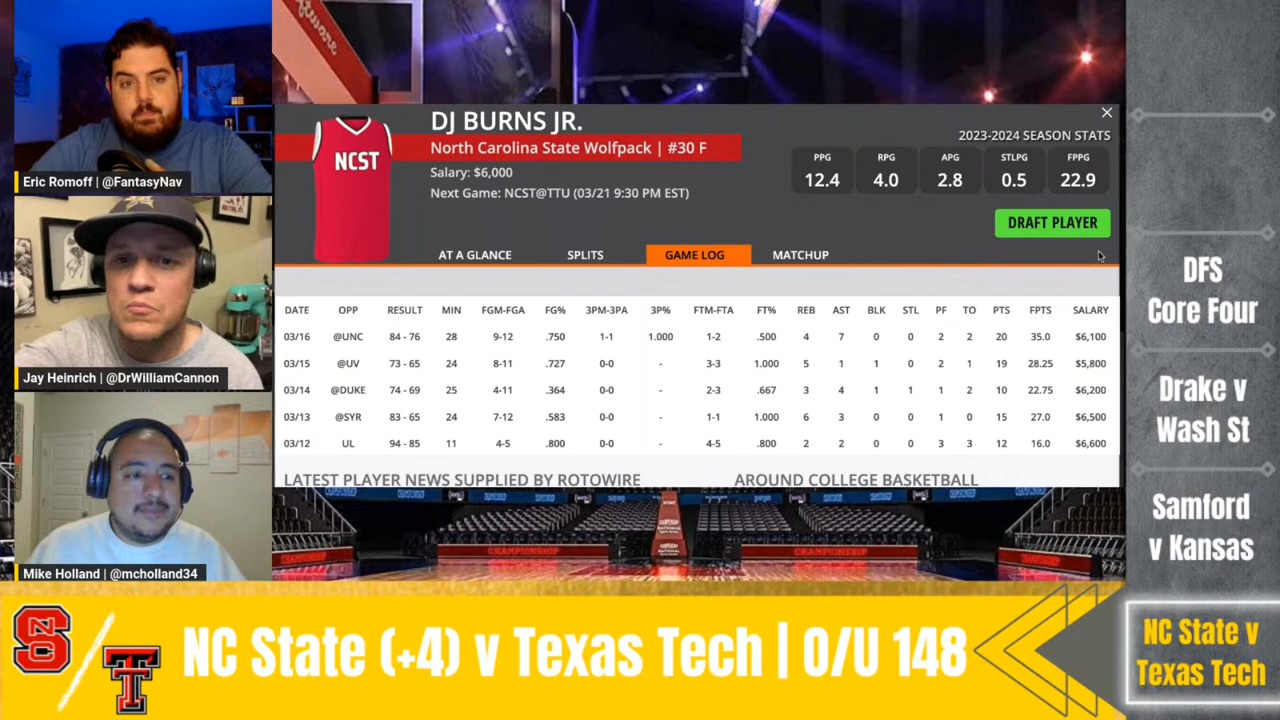 Eric Romoff | @FantasyNav
Jay Heinrich | @DrWilliamCannon
Mike Holland | @mcholland34
NCST
DJ BURNS JR.
North Carolina State Wolfpack | #30 F
Salary: $6,000
Next Game: NCST@TTU (03/21 9:30 PM EST)
2023-2024 SEASON STATS
PPG RPG APG STLPG FPPG
12.4 4.0 2.8 0.5 22.9
DRAFT PLAYER
AT A GLANCE SPLITS GAME LOG MATCHUP
DATE OPP RESULT MIN FGM-FGA FG% 3PM-3PA 3P% FTM-FTA FT% REB AST BLK STL PF TO PTS FPTS SALARY
03/16 @UNC 84 - 76 28 9-12 .750 1-1 1.000 1-2 .500 4 7 0 0 2 2 20 35.0 $6,100
03/15 @UV 73 - 65 24 8-11 .727 0-0 - 3-3 1.000 5 1 1 0 2 1 19 28.25 $5,800
03/14 @DUKE 74 - 69 25 4-11 .364 0-0 - 2-3 .667 3 4 1 1 1 2 10 22.75 $6,200
03/13 @SYR 83 - 65 24 7-12 .583 0-0 - 1-1 1.000 6 3 0 0 1 0 15 27.0 $6,500
03/12 UL 94 - 85 11 4-5 .800 0-0 - 4-5 .800 2 2 0 0 3 3 12 16.0 $6,600
LATEST PLAYER NEWS SUPPLIED BY ROTOWIRE AROUND COLLEGE BASKETBALL
CHAMPIONSHIP CHAMPIONSHIP
DFS
Core Four
Drake v
Wash St
Samford
v Kansas
NC State v
Texas Tech
S T
NC State (+4) v Texas Tech | O/U 148